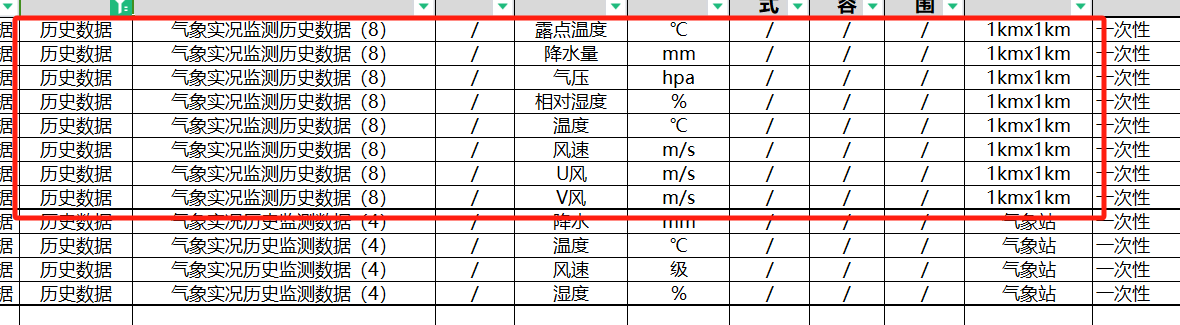 式 容 围
据 历史数据 气象实况监测历史数据（8） / 露点温度 ℃ / / / 1kmx1km 一次性
据 历史数据 气象实况监测历史数据（8） / 降水量 mm / / / 1kmx1km 一次性
据 历史数据 气象实况监测历史数据（8） / 气压 hpa / / / 1kmx1km 一次性
据 历史数据 气象实况监测历史数据（8） / 相对湿度 % / / / 1kmx1km 一次性
据 历史数据 气象实况监测历史数据（8） / 温度 ℃ / / / 1kmx1km 一次性
据 历史数据 气象实况监测历史数据（8） / 风速 m/s / / / 1kmx1km 一次性
据 历史数据 气象实况监测历史数据（8） / U风 m/s / / / 1kmx1km 一次性
据 历史数据 气象实况监测历史数据（8） / V风 m/s / / / 1kmx1km 一次性
据 历史数据 气象实况历史监测数据（4） / 降水 mm / / / 气象站 一次性
据 历史数据 气象实况历史监测数据（4） / 温度 ℃ / / / 气象站 一次性
据 历史数据 气象实况历史监测数据（4） / 风速 级 / / / 气象站 一次性
据 历史数据 气象实况历史监测数据（4） / 湿度 % / / / 气象站 一次性